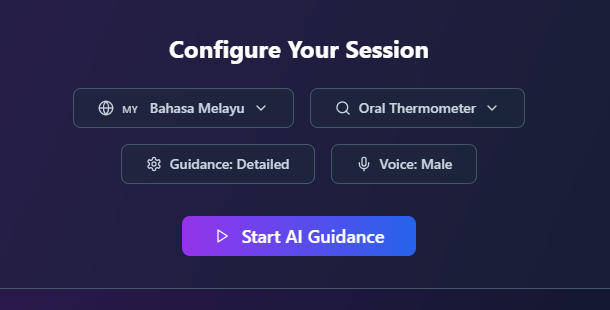 Configure Your Session
MY Bahasa Melayu
Oral Thermometer
Guidance: Detailed
Voice: Male
Start AI Guidance